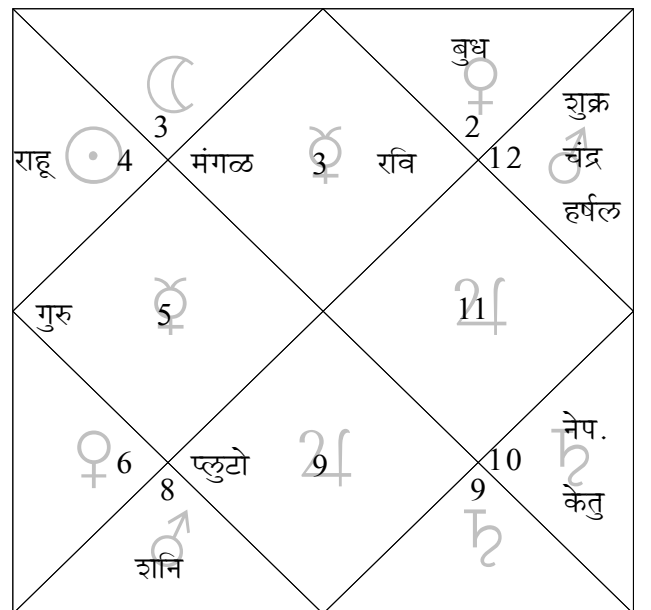 बुध
शुक्र
3 2
राहू 4 मंगळ 3 रवि 12 चंद्र
हर्षल
गुरु 5 11
नेप.
6 प्लुटो 9 10
8 9 केतु
शनि